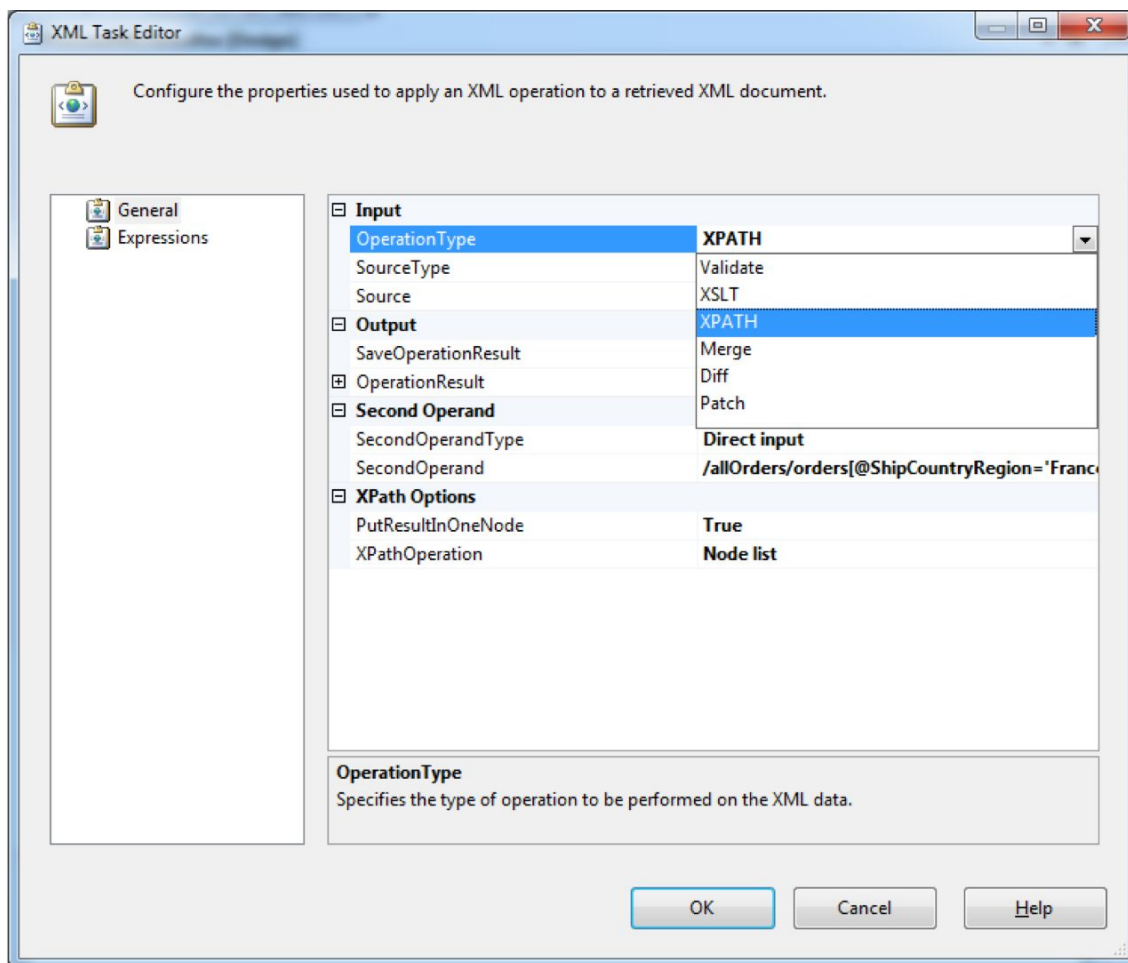 XML Task Editor
Configure the properties used to apply an XML operation to a retrieved XML document.
General
Expressions
Input
OperationType XPATH
SourceType
Source
Validate
XSLT
XPATH
Merge
Diff
Patch
Output
SaveOperationResult
OperationResult
Second Operand
SecondOperandType Direct input
SecondOperand /allOrders/orders[@ShipCountryRegion='Franc
XPath Options
PutResultInOneNode True
XPathOperation Node list
OperationType
Specifies the type of operation to be performed on the XML data.
OK Cancel Help